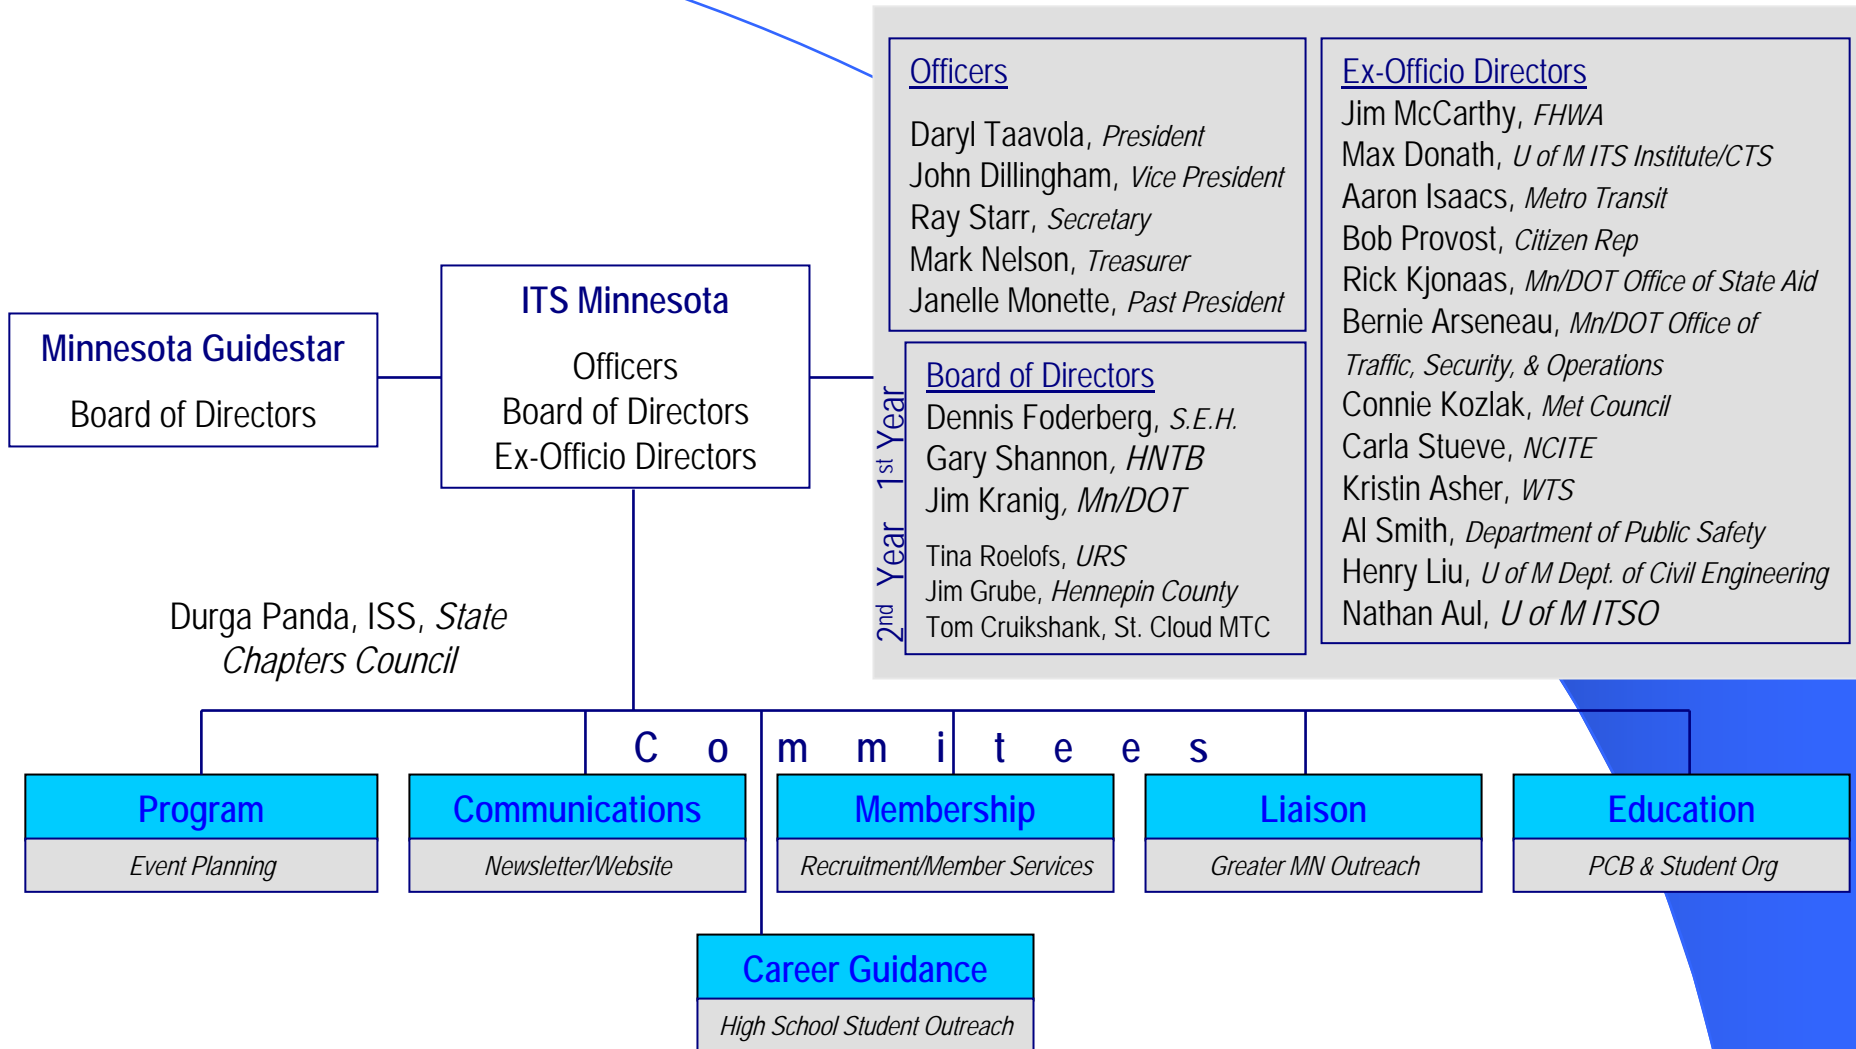 Minnesota Guidestar
Board of Directors
ITS Minnesota
Officers
Board of Directors
Ex-Officio Directors
Officers
Daryl Taavola, President
John Dillingham, Vice President
Ray Starr, Secretary
Mark Nelson, Treasurer
Janelle Monette, Past President
1st Year
2nd Year
Board of Directors
Dennis Foderberg, S.E.H.
Gary Shannon, HNTB
Jim Kranig, Mn/DOT
Tina Roelofs, URS
Jim Grube, Hennepin County
Tom Cruikshank, St. Cloud MTC
Ex-Officio Directors
Jim McCarthy, FHWA
Max Donath, U of M ITS Institute/CTS
Aaron Isaacs, Metro Transit
Bob Provost, Citizen Rep
Rick Kjonaas, Mn/DOT Office of State Aid
Bernie Arseneau, Mn/DOT Office of
Traffic, Security, & Operations
Connie Kozlak, Met Council
Carla Stueve, NCITE
Kristin Asher, WTS
Al Smith, Department of Public Safety
Henry Liu, U of M Dept. of Civil Engineering
Nathan Aul, U of M ITSO
Durga Panda, ISS, State
Chapters Council
C o m m i t e e s
Program
Event Planning
Communications
Newsletter/Website
Membership
Recruitment/Member Services
Liaison
Greater MN Outreach
Education
PCB & Student Org
Career Guidance
High School Student Outreach